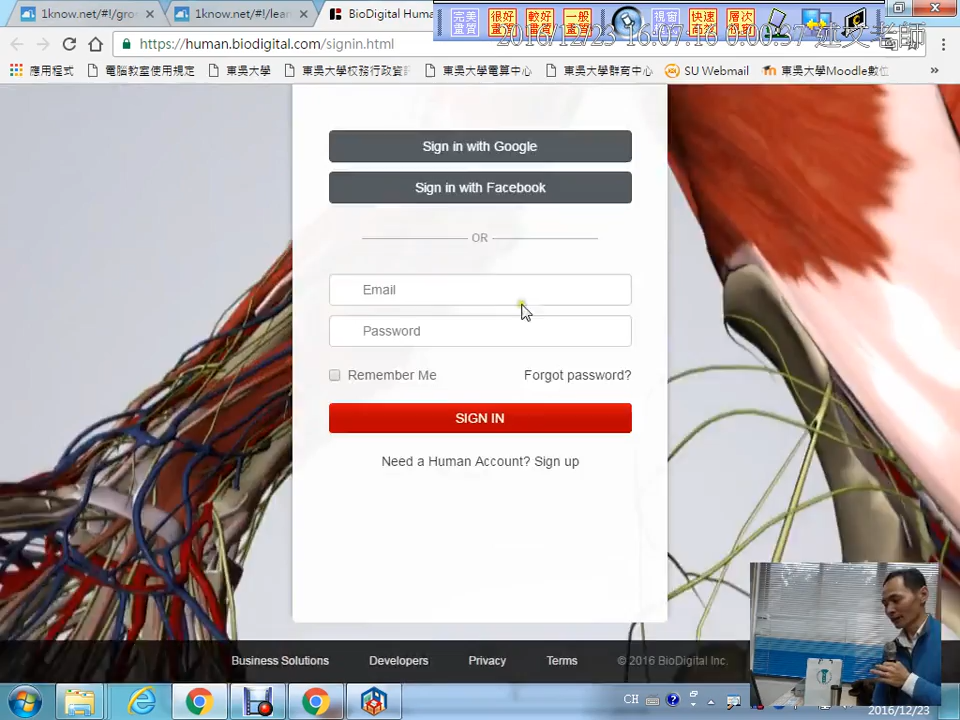 1know.net/#!/gro
1know.net/#!/lear
BioDigital Huma
完美畫質
很好畫質
較好畫質
一般畫質
視窗
快速
層次
2016/12/23 16:07:16 0:00:37
老師
https://human.biodigital.com/signin.html
應用程式
電腦教室使用規定
東吳大學
東吳大學校務行政資訊
東吳大學電算中心
東吳大學群育中心
SU Webmail
東吳大學Moodle數位
»
Sign in with Google
Sign in with Facebook
OR
Email
Password
Remember Me
Forgot password?
SIGN IN
Need a Human Account? Sign up
Business Solutions
Developers
Privacy
Terms
© 2016 BioDigital Inc.
CH
2016/12/23